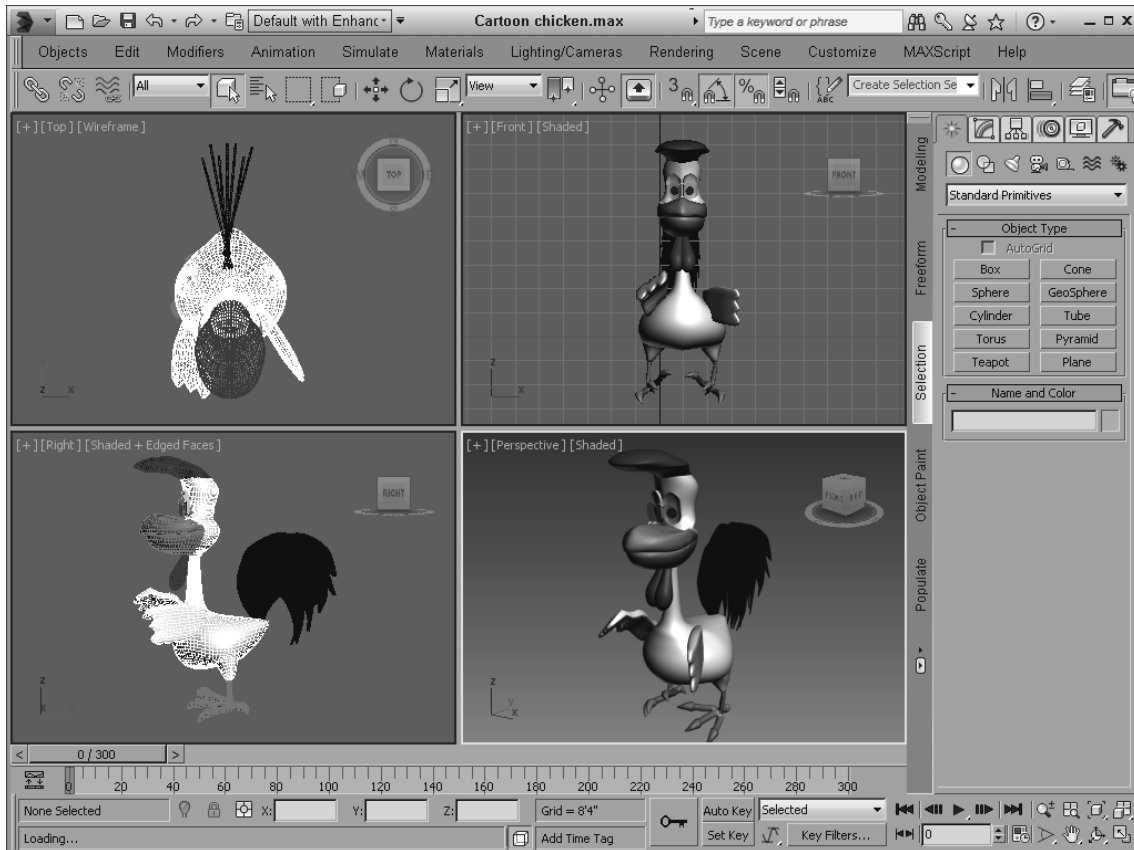 Default with Enhanc
Cartoon chicken.max
Type a keyword or phrase
Objects Edit Modifiers Animation Simulate Materials Lighting/Cameras Rendering Scene Customize MAXScript Help
All
View
3
%
ABC
Create Selection Se
[+] [Top] [Wireframe]
TOP
[+] [Front] [Shaded]
FRONT
Modeling
Freeform
Selection
Object Paint
Populate
Standard Primitives
- Object Type
AutoGrid
Box Cone
Sphere GeoSphere
Cylinder Tube
Torus Pyramid
Teapot Plane
- Name and Color
z x
z x
[+] [Right] [Shaded + Edged Faces]
RIGHT
[+] [Perspective] [Shaded]
FRONT
z
z
x
< 0 / 300 >
0 20 40 60 80 100 120 140 160 180 200 220 240 260 280 300
None Selected X: Y: Z: Grid = 8'4" Auto Key Selected
Loading... Add Time Tag Set Key Key Filters... 0